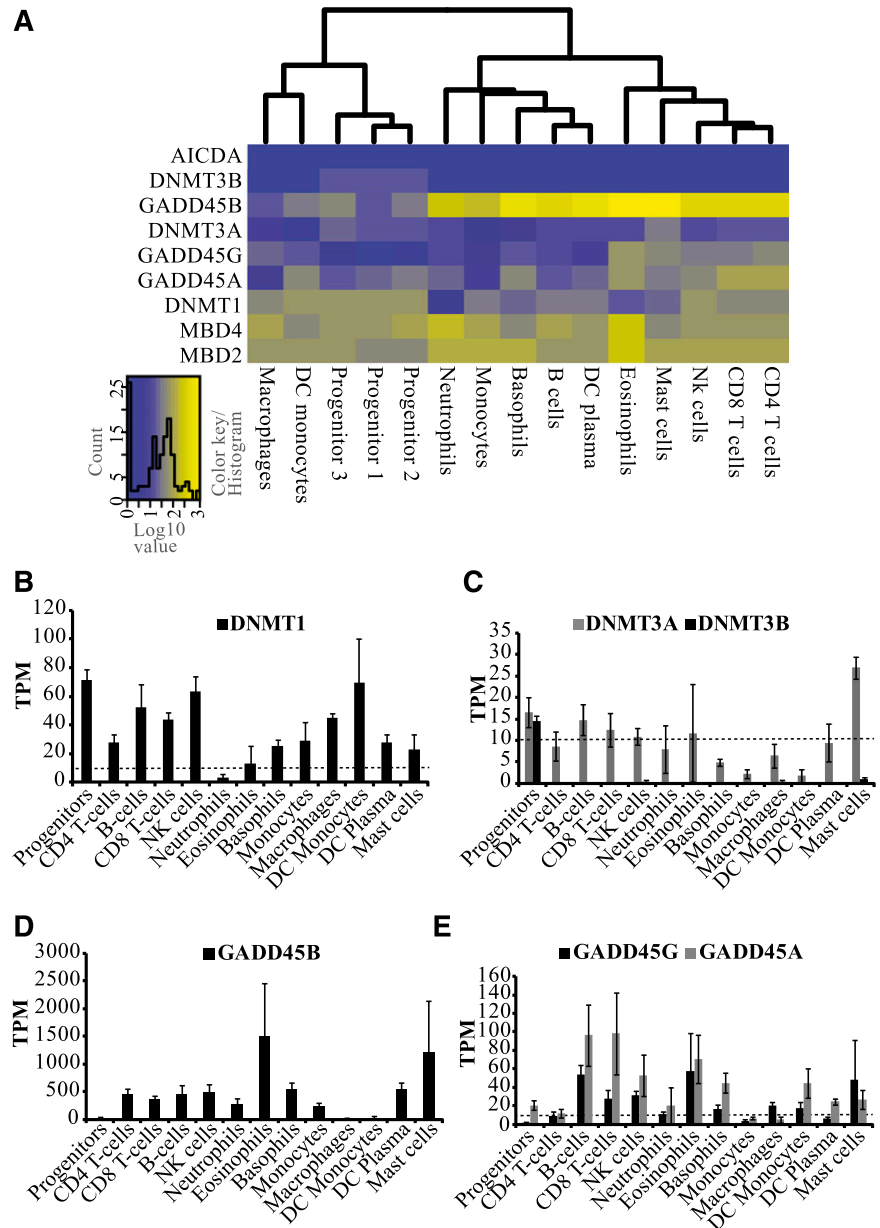 A
AICDA
DNMT3B
GADD45B
DNMT3A
GADD45G
GADD45A
DNMT1
MBD4
MBD2
Macrophages
DC monocytes
Progenitor 3
Progenitor 1
Progenitor 2
Neutrophils
Monocytes
Basophils
B cells
DC plasma
Eosinophils
Mast cells
Nk cells
CD8 T cells
CD4 T cells
Count
0 5 15 25
0 1 2 3
Log10
value
Color key/
Histogram
B
DNMT1
TPM
120
100
80
60
40
20
0
Progenitors
CD4 T-cells
B-cells
CD8 T-cells
NK cells
Neutrophils
Eosinophils
Basophils
Monocytes
Macrophages
DC Monocytes
DC Plasma
Mast cells
C
DNMT3A DNMT3B
TPM
35
30
25
20
15
10
5
0
Progenitors
CD4 T-cells
B-cells
CD8 T-cells
NK cells
Neutrophils
Eosinophils
Basophils
Monocytes
Macrophages
DC Monocytes
DC Plasma
Mast cells
D
GADD45B
TPM
3000
2500
2000
1500
1000
500
0
Progenitors
CD4 T-cells
CD8 T-cells
B-cells
NK cells
Neutrophils
Eosinophils
Basophils
Monocytes
Macrophages
DC Monocytes
DC Plasma
Mast cells
E
GADD45G GADD45A
TPM
160
140
120
100
80
60
40
20
0
Progenitors
CD4 T-cells
B-cells
CD8 T-cells
NK cells
Neutrophils
Eosinophils
Basophils
Monocytes
Macrophages
DC Monocytes
DC Plasma
Mast cells